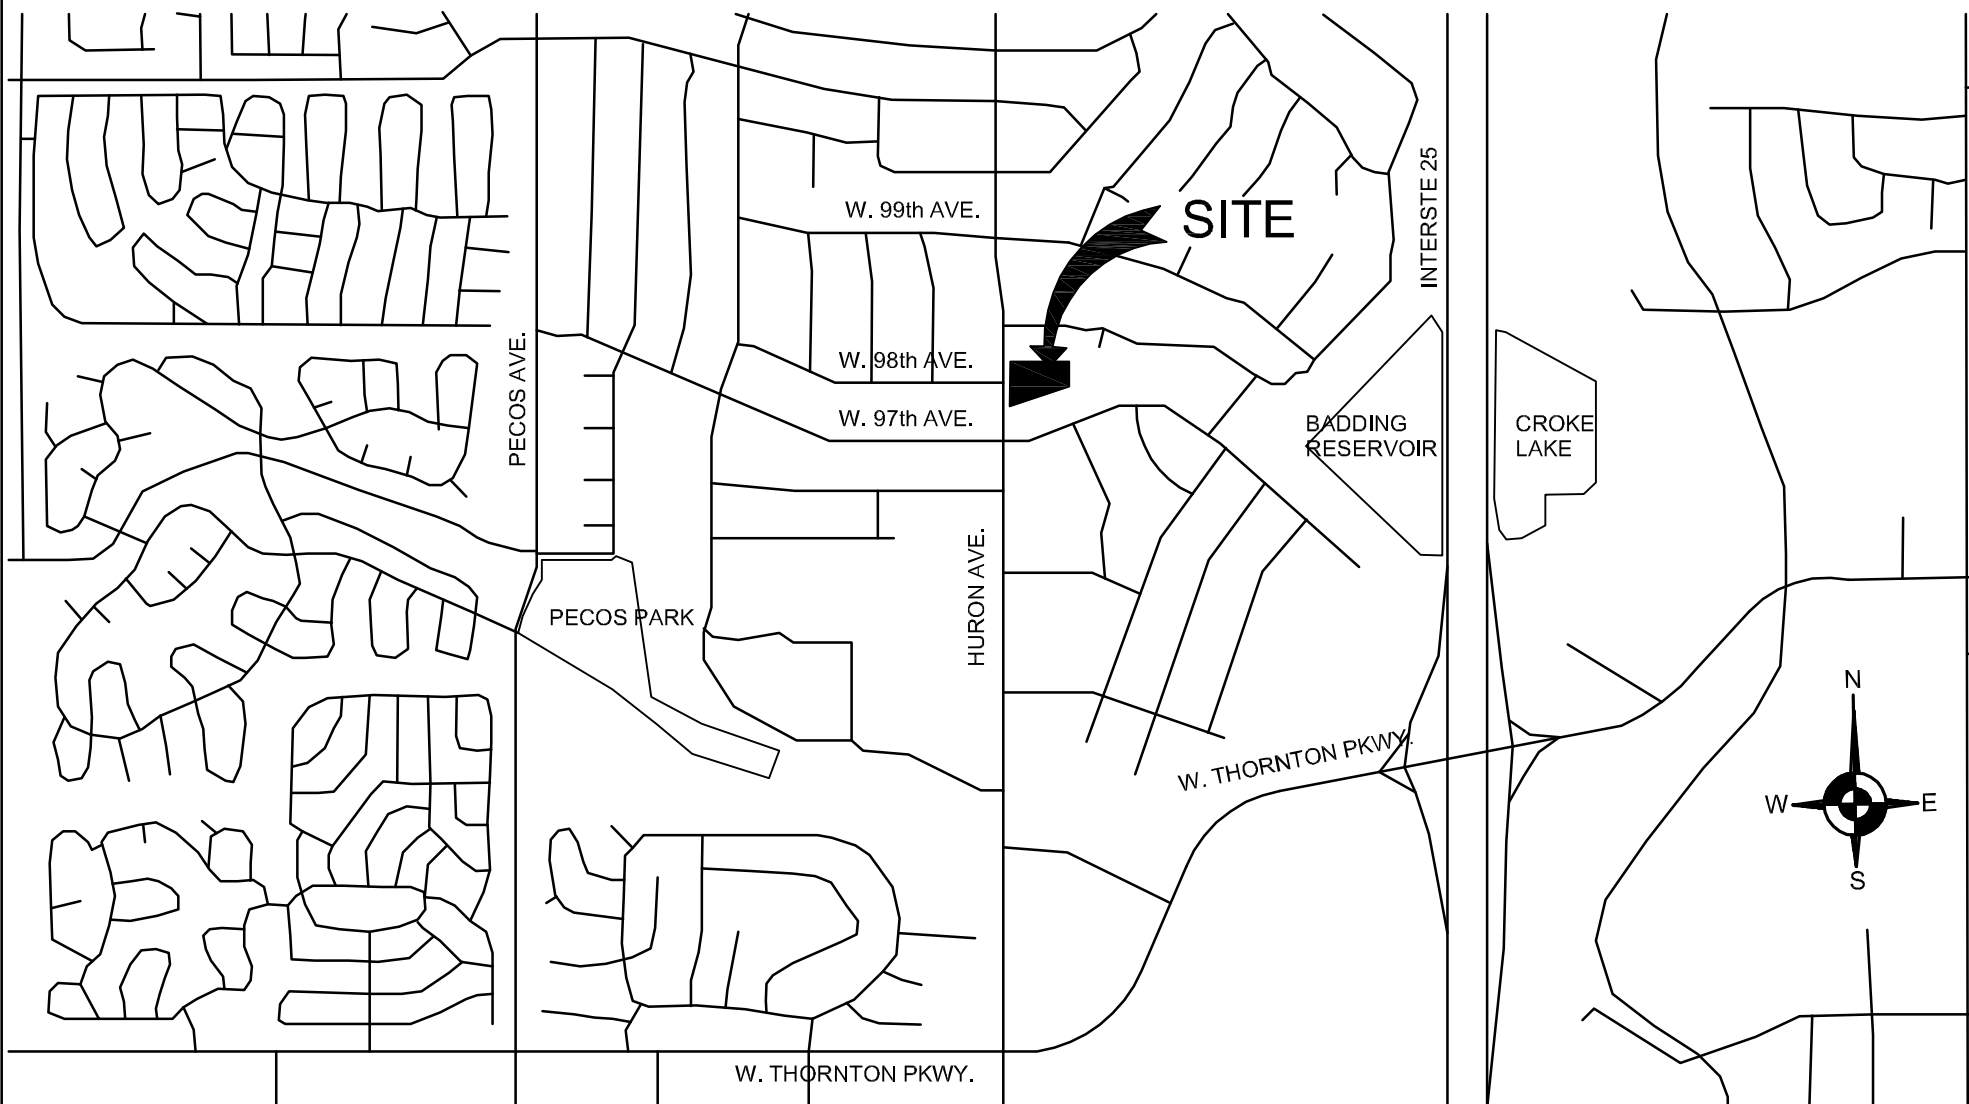 W. 99th AVE.
SITE
INTERSTE 25
PECOS AVE.
W. 98th AVE.
W. 97th AVE.
BADDING
RESERVOIR
CROKE
LAKE
HURON AVE.
PECOS PARK
W. THORNTON PKWY.
N
W
E
S
W. THORNTON PKWY.